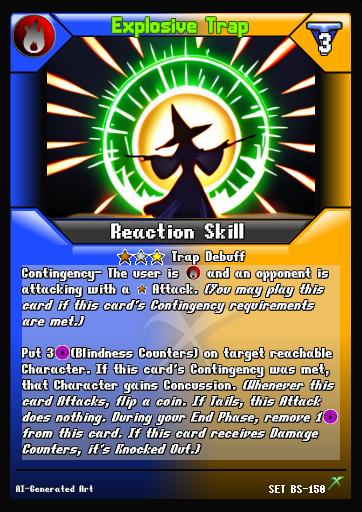 Explosive Trap
3
Reaction Skill
Trap Debuff
Contingency- The user is and an opponent is
attacking with a Attack. (You may play this
card if this card's Contingency requirements
are met.)
Put 3 (Blindness Counters) on target reachable
Character. If this card's Contingency was met,
that Character gains Concussion. (Whenever this
card Attacks, flip a coin. If Tails, this Attack
does nothing. During your End Phase, remove 1
from this card. If this card receives Damage
Counters, it's Knocked Out.)
AI-Generated Art
SET BS-158